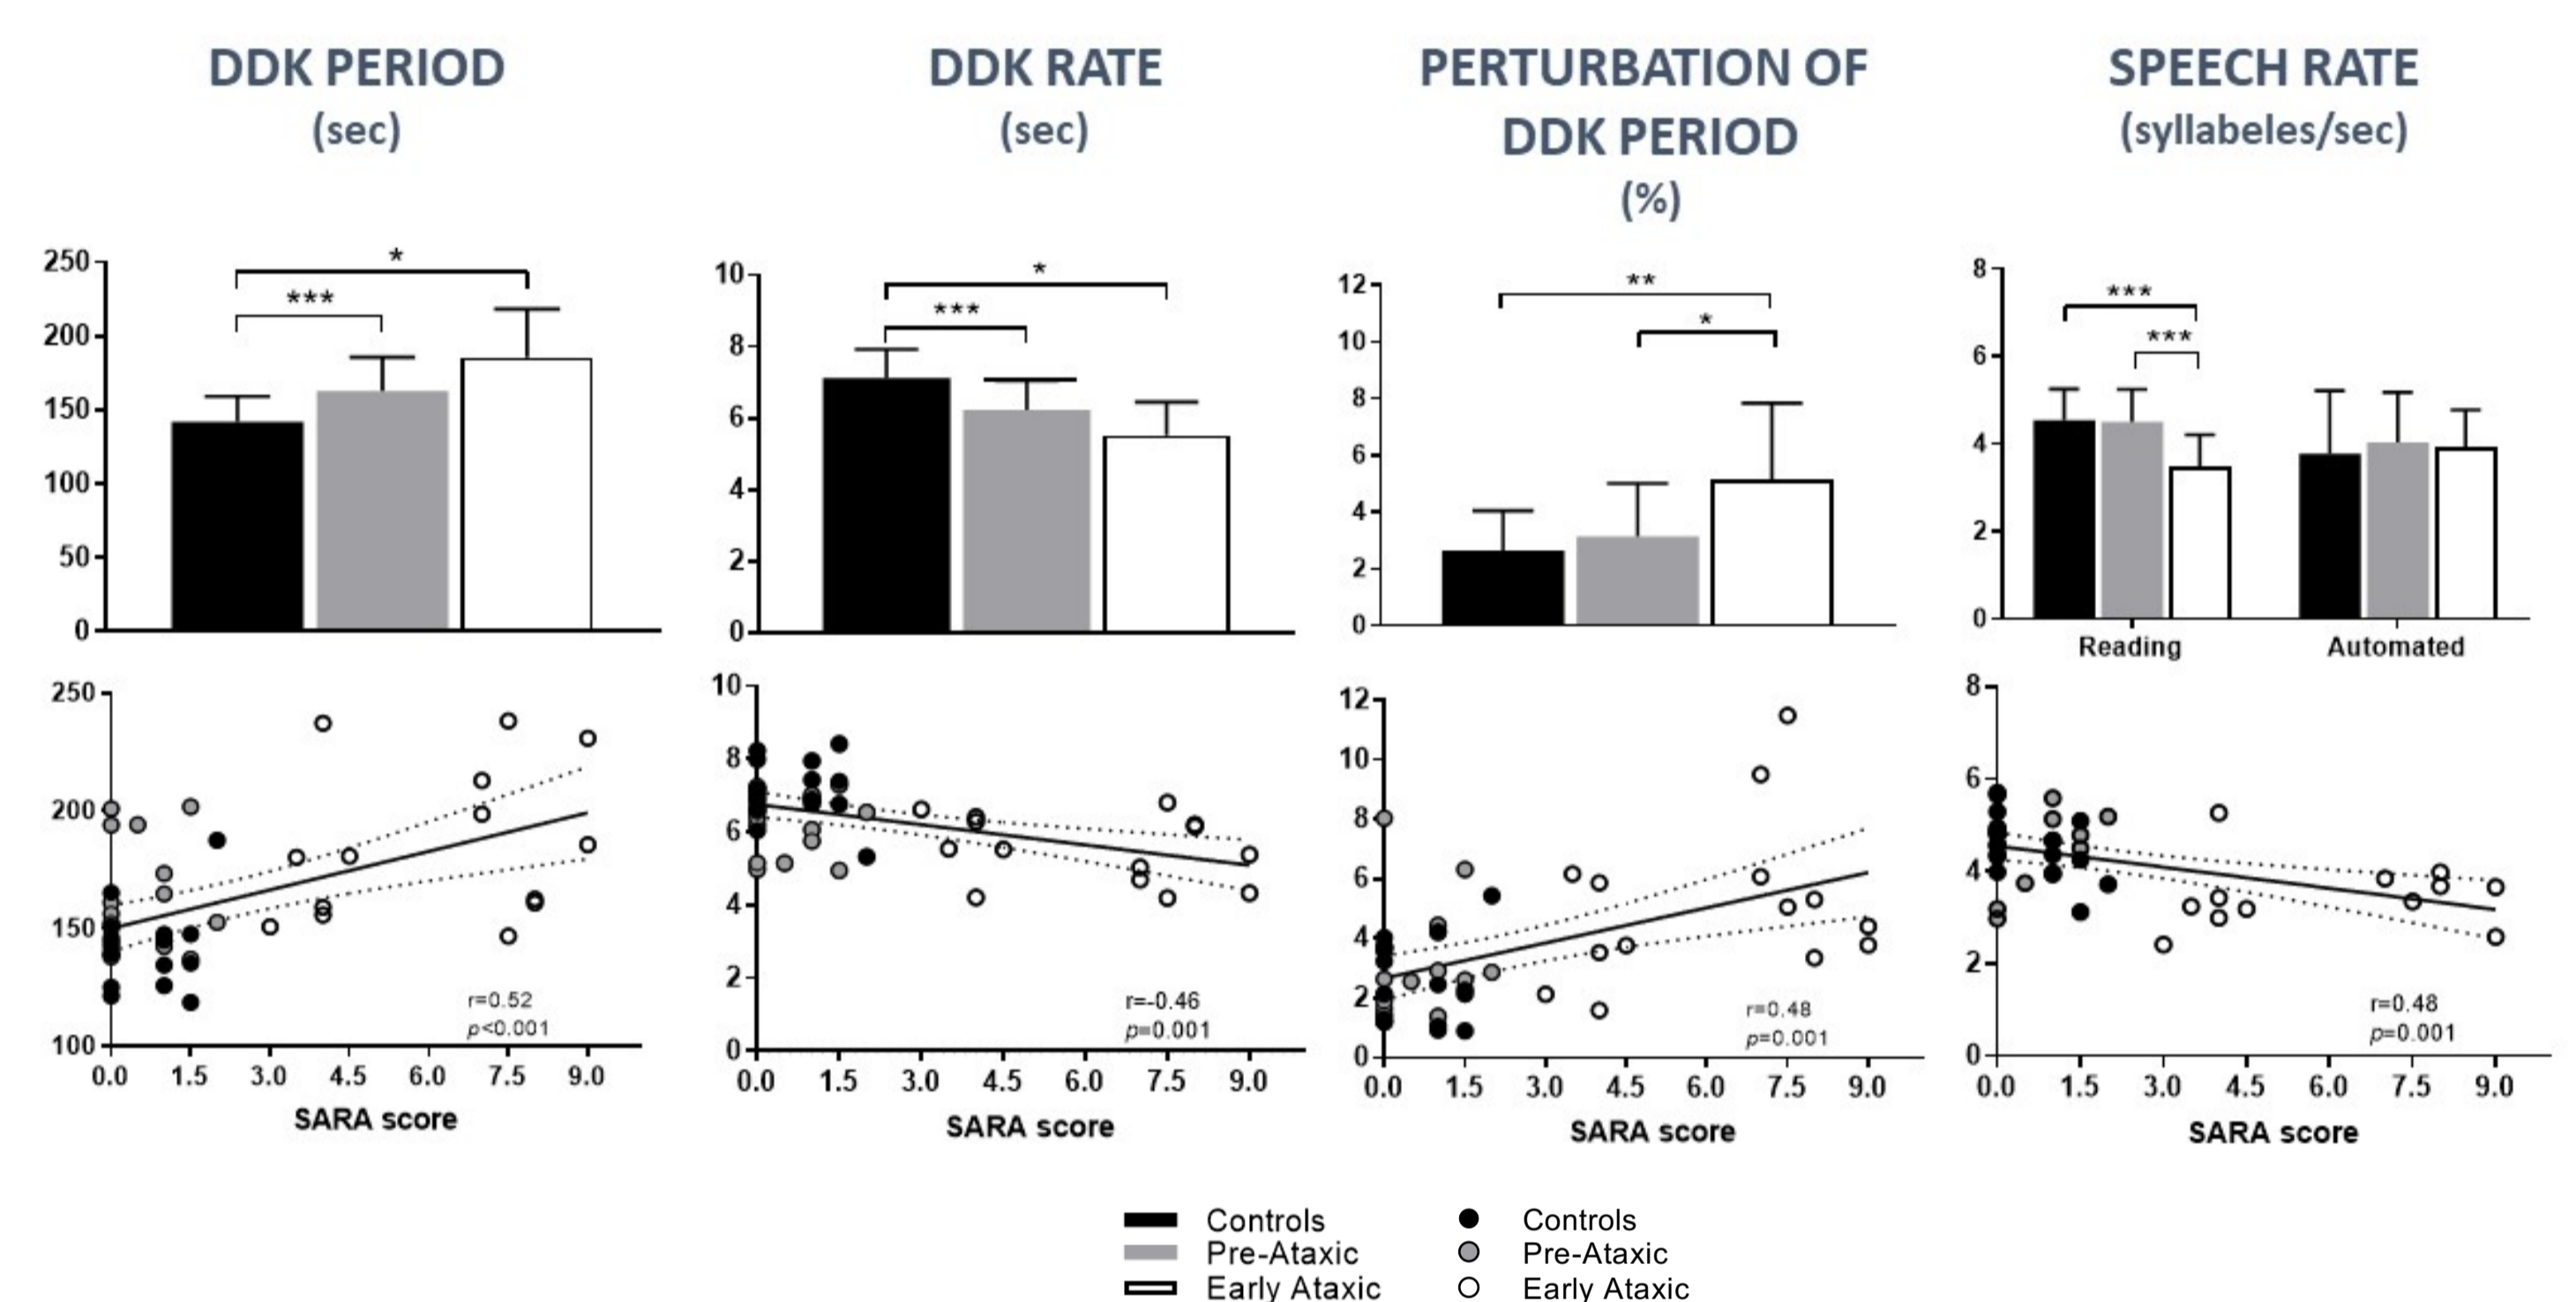 DDK PERIOD
(sec)
DDK RATE
(sec)
PERTURBATION OF
DDK PERIOD
(%)
SPEECH RATE
(syllabeles/sec)
250
200
150
100
50
0
*
***
10
8
6
4
2
0
*
***
12
10
8
6
4
2
0
**
*
8
6
4
2
0
***
***
Reading
Automated
250
200
150
100
0.0 1.5 3.0 4.5 6.0 7.5 9.0
SARA score
r=0.52
p<0.001
10
8
6
4
2
0
0.0 1.5 3.0 4.5 6.0 7.5 9.0
SARA score
r=-0.46
p=0.001
12
10
8
6
4
2
0
0.0 1.5 3.0 4.5 6.0 7.5 9.0
SARA score
r=0.48
p=0.001
8
6
4
2
0
0.0 1.5 3.0 4.5 6.0 7.5 9.0
SARA score
r=0.48
p=0.001
Controls
Pre-Ataxic
Early Ataxic
Controls
Pre-Ataxic
Early Ataxic